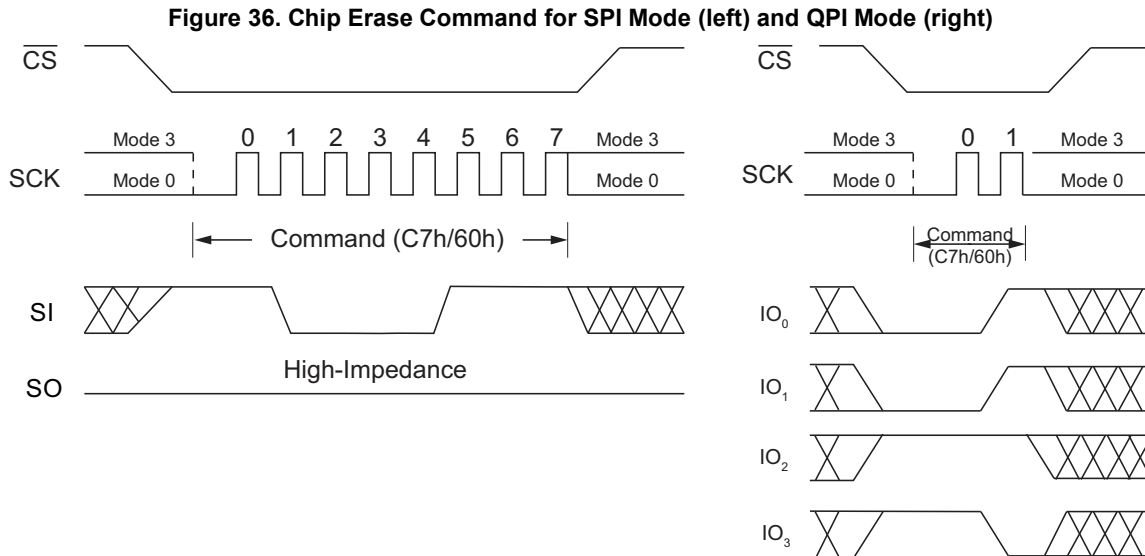 Figure 36. Chip Erase Command for SPI Mode (left) and QPI Mode (right)
CS
Mode 3 0 1 2 3 4 5 6 7 Mode 3
SCK
Mode 0 Mode 0
Command (C7h/60h)
SI
High-Impedance
SO
CS
Mode 3 0 1 Mode 3
SCK
Mode 0 Mode 0
Command
(C7h/60h)
IO0
IO1
IO2
IO3